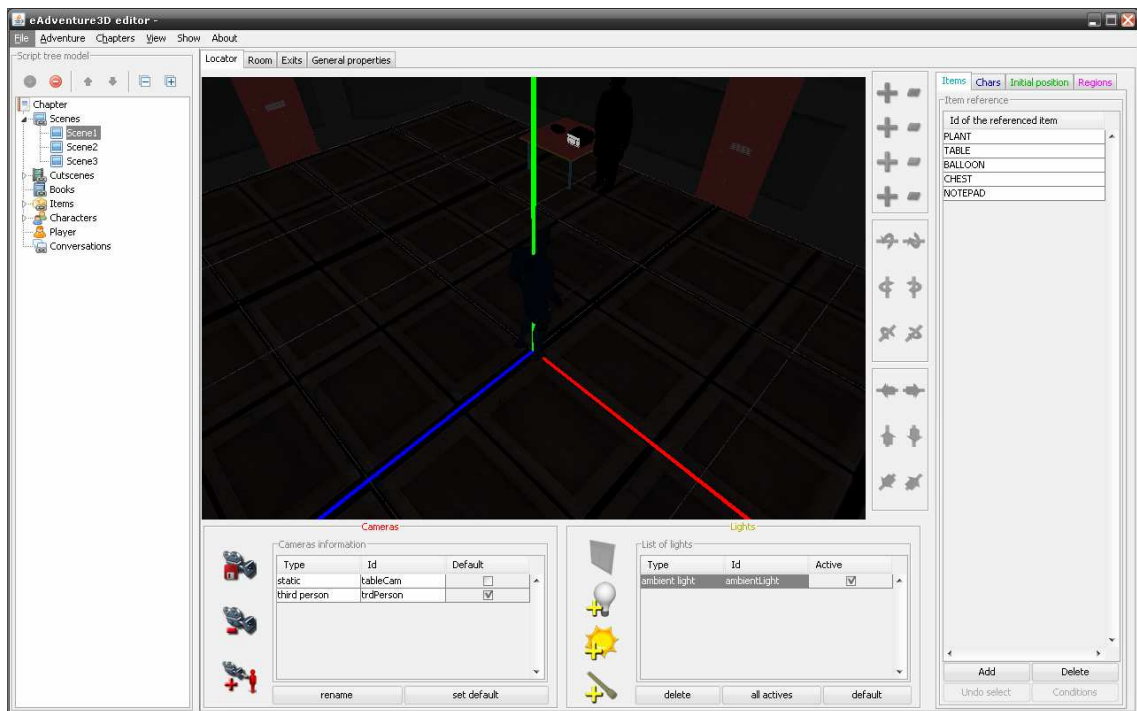 eAdventure3D editor -
File Adventure Chapters View Show About
Script tree model
Chapter
Scenes
Scene1
Scene2
Scene3
Cutscenes
Books
Items
Characters
Player
Conversations
Locator Room Exits General properties
Items Chars Initial position Regions
Item reference
Id of the referenced item
PLANT
TABLE
BALLOON
CHEST
NOTEPAD
Add Delete
Undo select Conditions
Cameras
Cameras information
Type Id Default
static tableCam
third person trdPerson
rename set default
Lights
List of lights
Type Id Active
ambient light ambientLight
delete all actives default